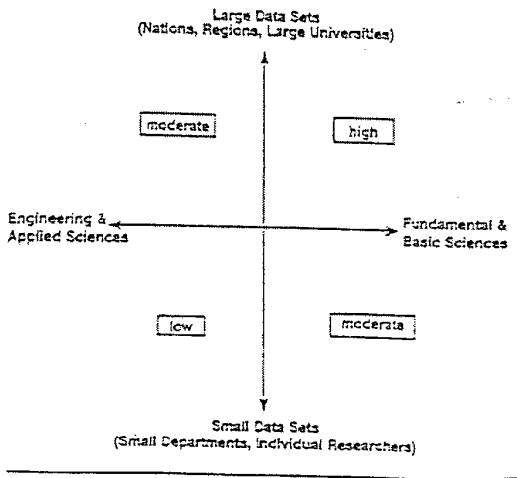 Large Data Sets
(Nations, Regions, Large Universities)
moderate
high
Engineering &
Applied Sciences
Fundamental &
Basic Sciences
low
moderate
Small Data Sets
(Small Departments, Individual Researchers)